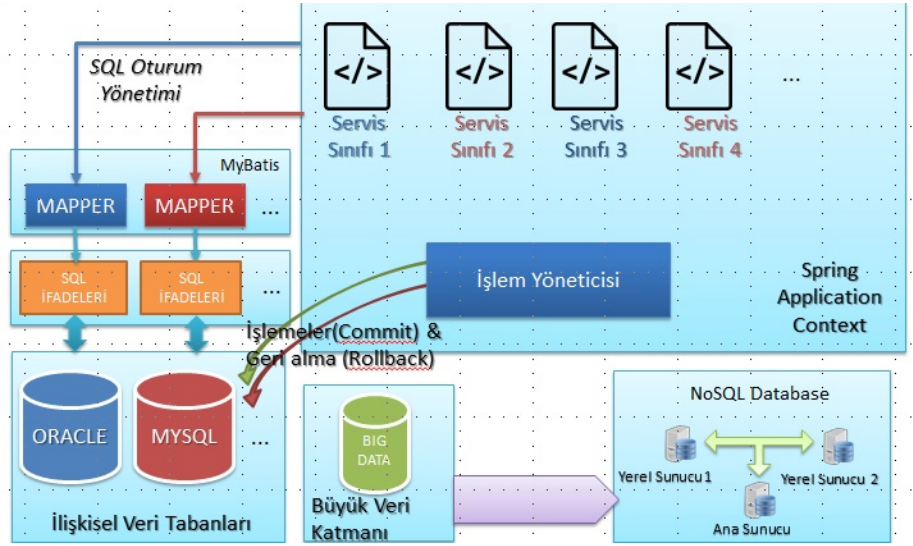 SQL Oturum
Yönetimi
</>
</>
</>
</>
...
Servis
Sınıfı 1
Servis
Sınıfı 2
Servis
Sınıfı 3
Servis
Sınıfı 4
MyBatis
MAPPER
MAPPER
...
SQL
İFADELERİ
SQL
İFADELERİ
...
İşlem Yöneticisi
Spring
Application
Context
İşlemeler(Commit) &
Geri alma (Rollback)
ORACLE
MYSQL
...
İlişkisel Veri Tabanları
BIG
DATA
Büyük Veri
Katmanı
NoSQL Database
Yerel Sunucu 1
Yerel Sunucu 2
Ana Sunucu